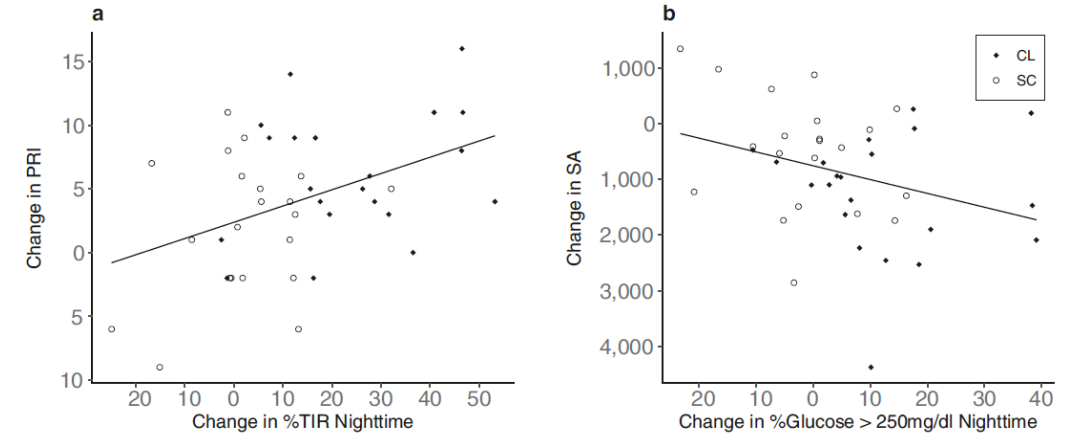 a
15
10
5
0
5
10
Change in PRI
20 10 0 10 20 30 40 50
Change in %TIR Nighttime
b
CL
SC
1,000
0
1,000
2,000
3,000
4,000
Change in SA
20 10 0 10 20 30 40
Change in %Glucose > 250mg/dl Nighttime